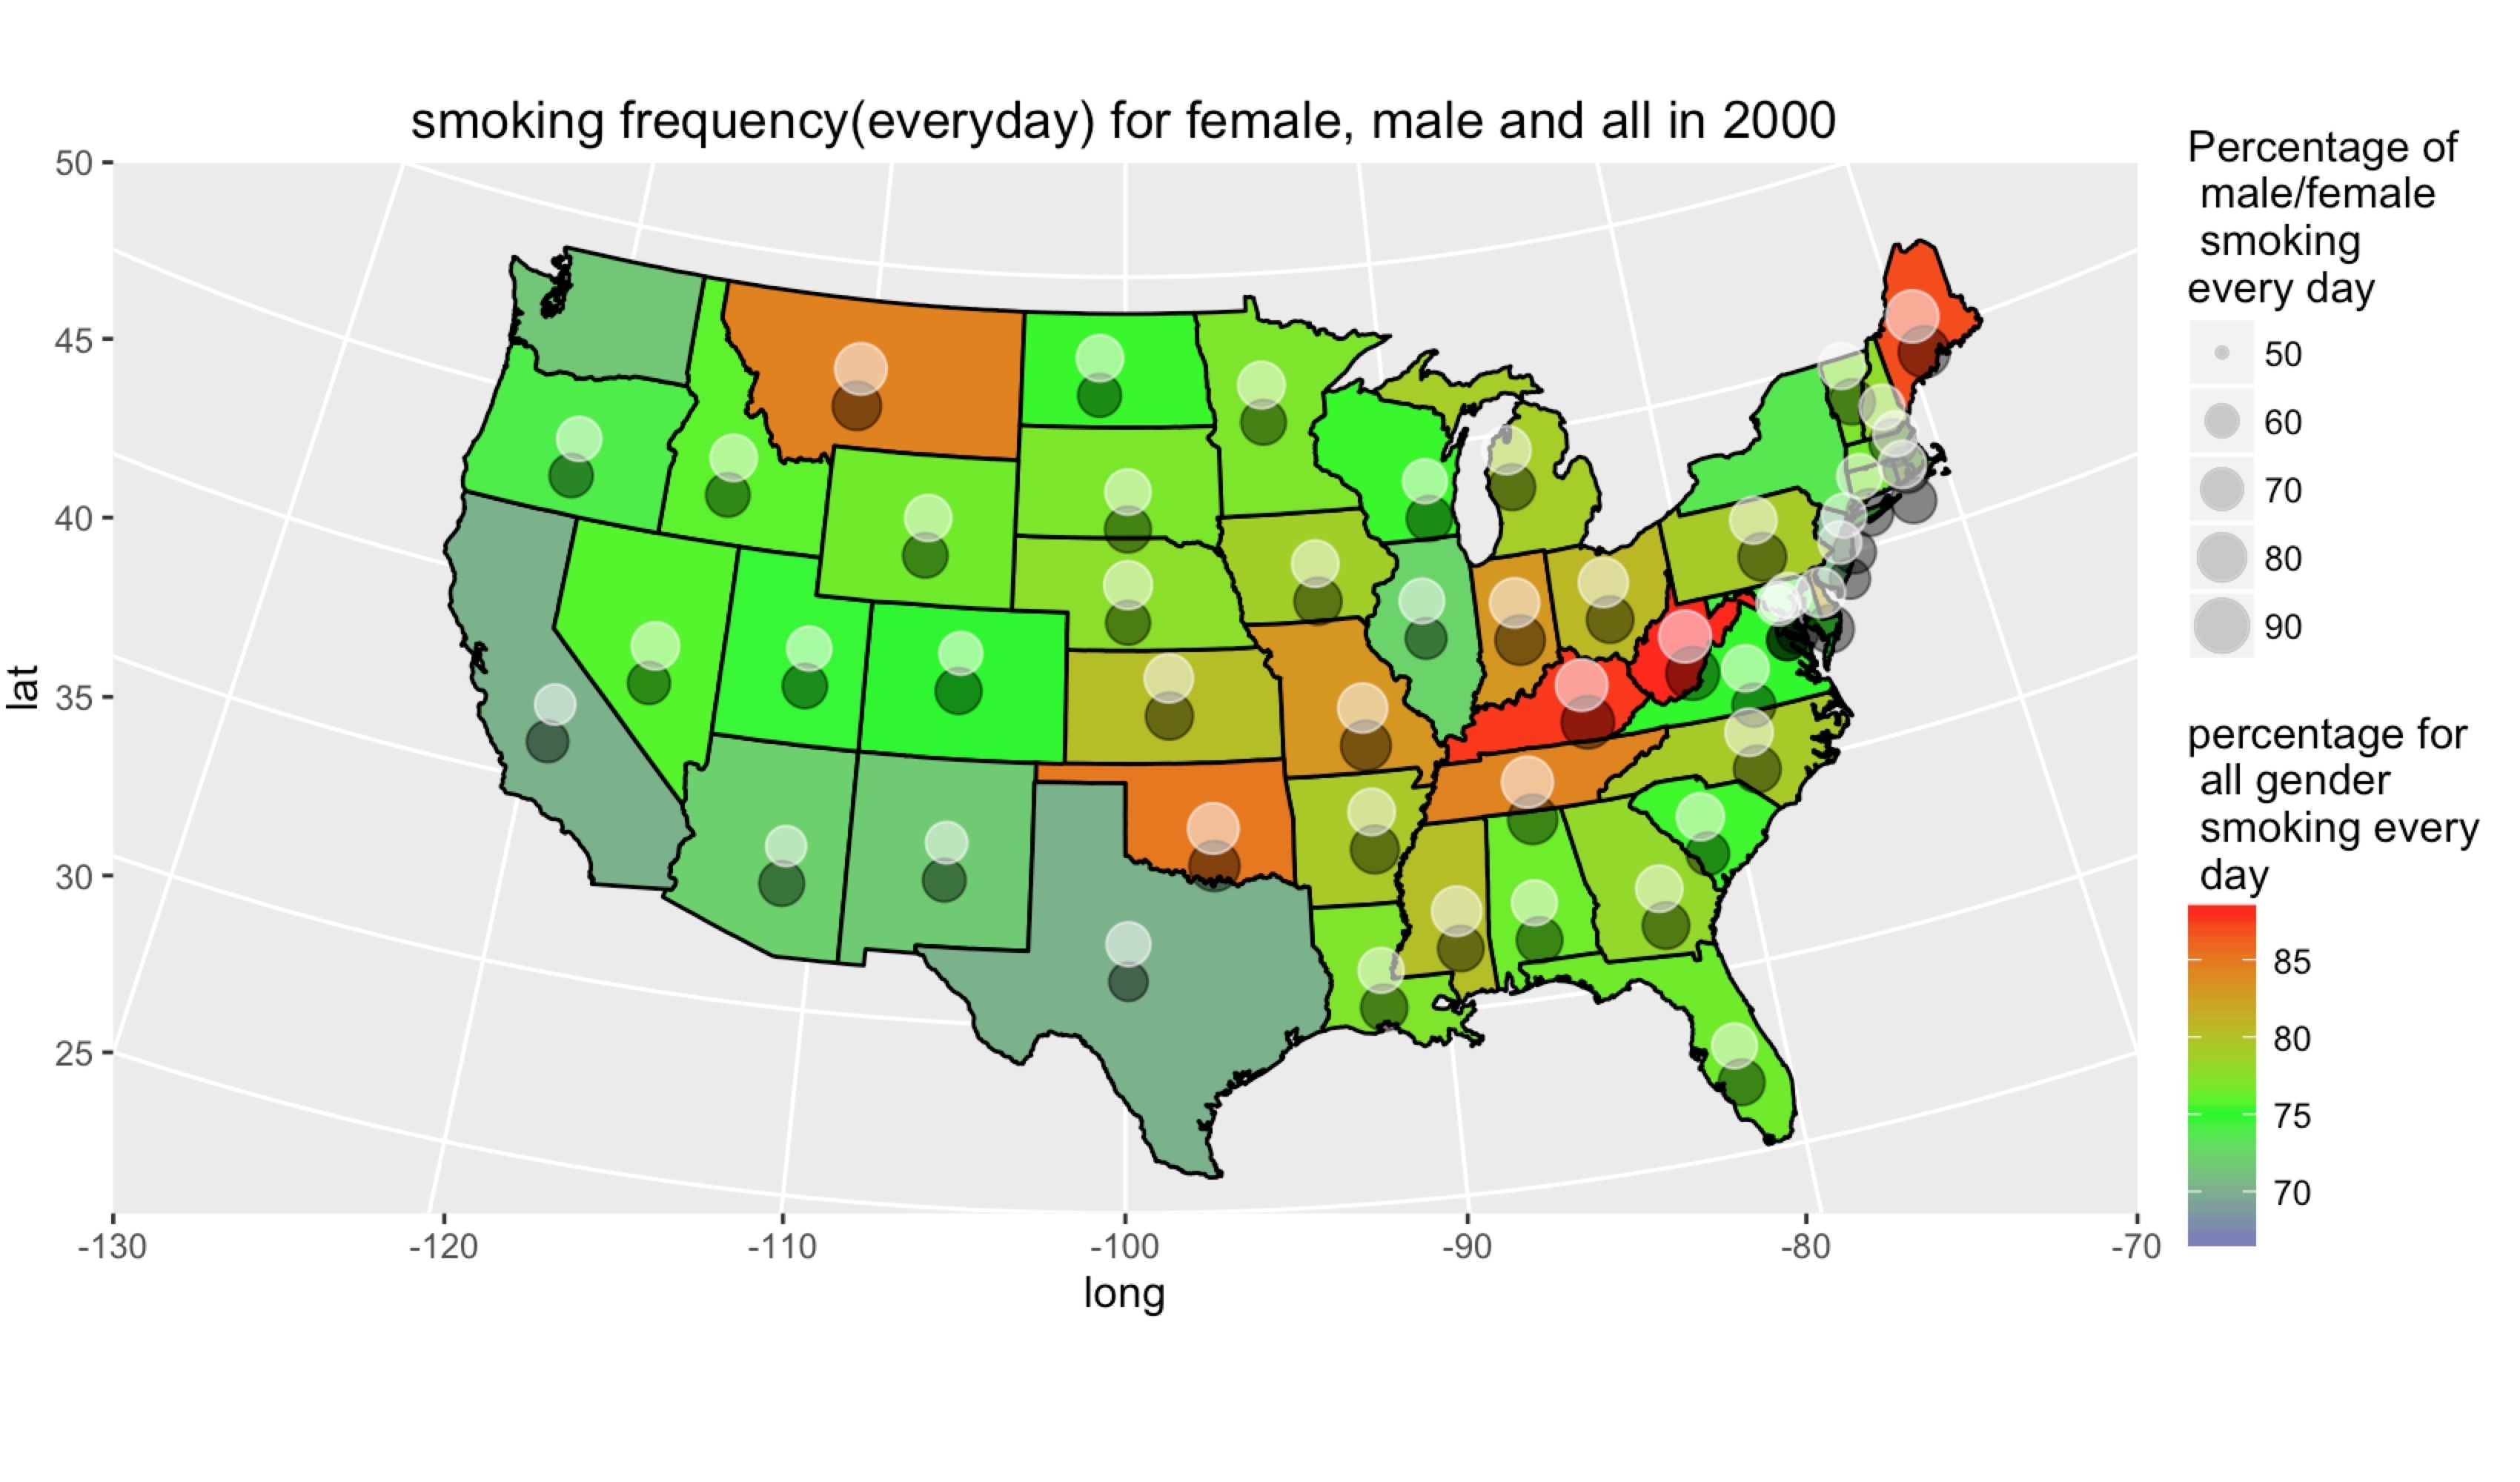 smoking frequency(everyday) for female, male and all in 2000
50
45
40
35
30
25
lat
-130
-120
-110
-100
-90
-80
-70
long
Percentage of
male/female
smoking
every day
50
60
70
80
90
percentage for
all gender
smoking every
day
85
80
75
70